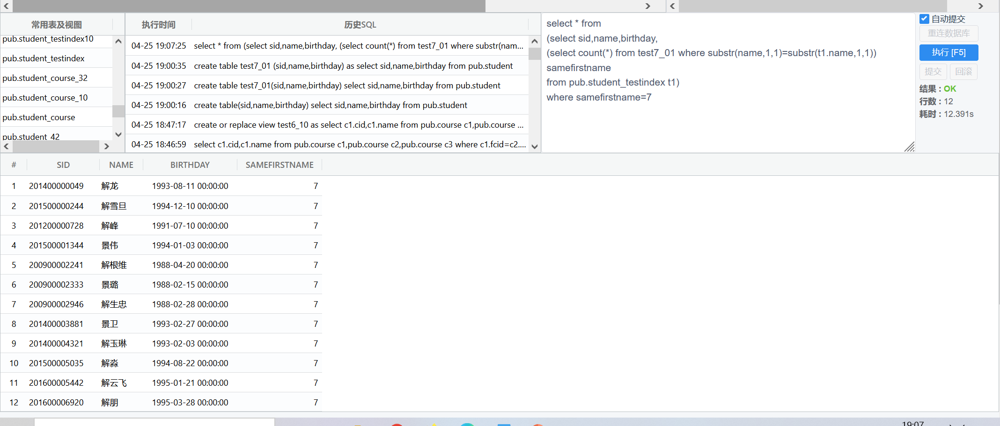 常用表及视图
pub.student_testindex10
pub.student_testindex
pub.student_course_32
pub.student_course_10
pub.student_course
pub.student_42
执行时间 历史SQL
04-25 19:07:25 select * from (select sid,name,birthday, (select count(*) from test7_01 where substr(nam...
04-25 19:00:35 create table test7_01 (sid,name,birthday) as select sid,name,birthday from pub.student
04-25 19:00:27 create table test7_01(sid,name,birthday) select sid,name,birthday from pub.student
04-25 19:00:16 create table(sid,name,birthday) select sid,name,birthday from pub.student
04-25 18:47:17 create or replace view test6_10 as select c1.cid,c1.name from pub.course c1,pub.course ...
04-25 18:46:59 select c1.cid,c1.name from pub.course c1,pub.course c2,pub.course c3 where c1.fcid=c2....
select * from
(select sid,name,birthday,
(select count(*) from test7_01 where substr(name,1,1)=substr(t1.name,1,1))
samefirstname
from pub.student_testindex t1)
where samefirstname=7
自动提交
重连数据库
执行 [F5]
提交 回滚
结果：OK
行数：12
耗时：12.391s
# SID NAME BIRTHDAY SAMEFIRSTNAME
1 201400000049 解龙 1993-08-11 00:00:00 7
2 201500000244 解雪旦 1994-12-10 00:00:00 7
3 201200000728 解峰 1991-07-10 00:00:00 7
4 201500001344 景伟 1994-01-03 00:00:00 7
5 200900002241 解根维 1988-04-20 00:00:00 7
6 200900002333 景璐 1988-02-15 00:00:00 7
7 200900002946 解生忠 1988-02-28 00:00:00 7
8 201400003881 景卫 1993-02-27 00:00:00 7
9 201400004321 解玉琳 1993-02-03 00:00:00 7
10 201500005035 解淼 1994-08-22 00:00:00 7
11 201600005442 解云飞 1995-01-21 00:00:00 7
12 201600006920 解朋 1995-03-28 00:00:00 7
19:07